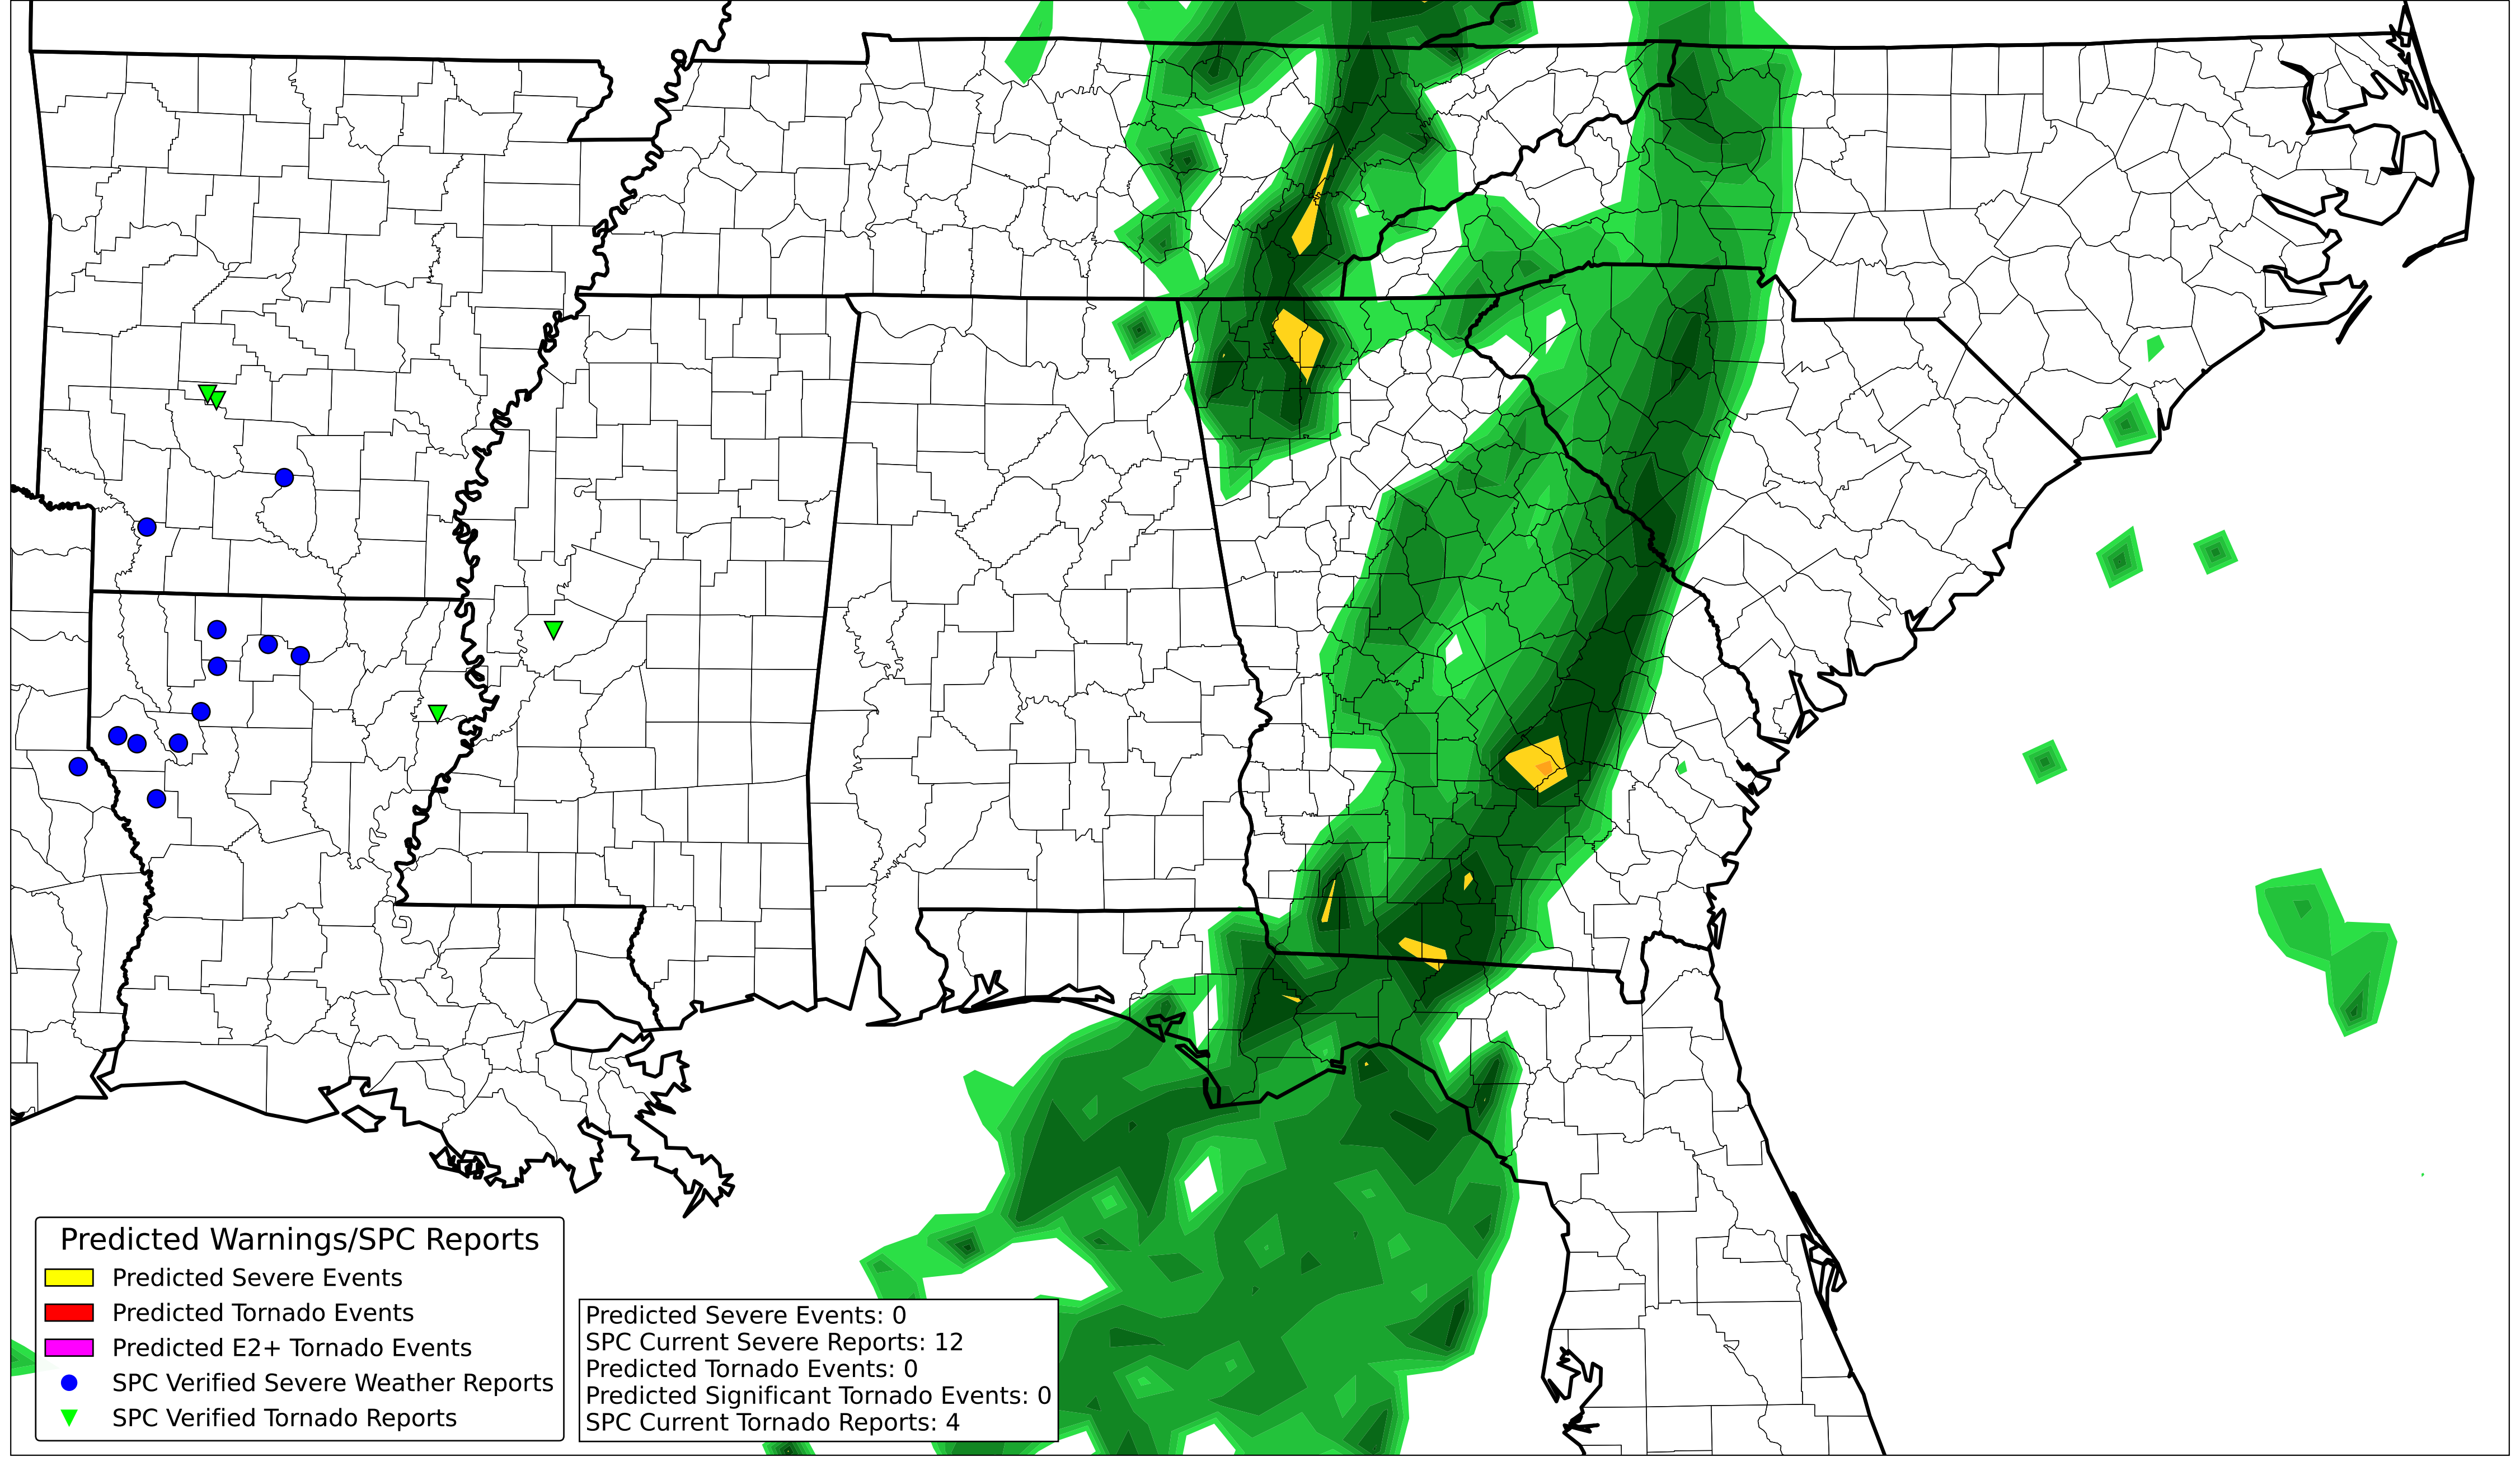 Predicted Warnings/SPC Reports
Predicted Severe Events
Predicted Tornado Events
Predicted E2+ Tornado Events
SPC Verified Severe Weather Reports
SPC Verified Tornado Reports
Predicted Severe Events: 0
SPC Current Severe Reports: 12
Predicted Tornado Events: 0
Predicted Significant Tornado Events: 0
SPC Current Tornado Reports: 4